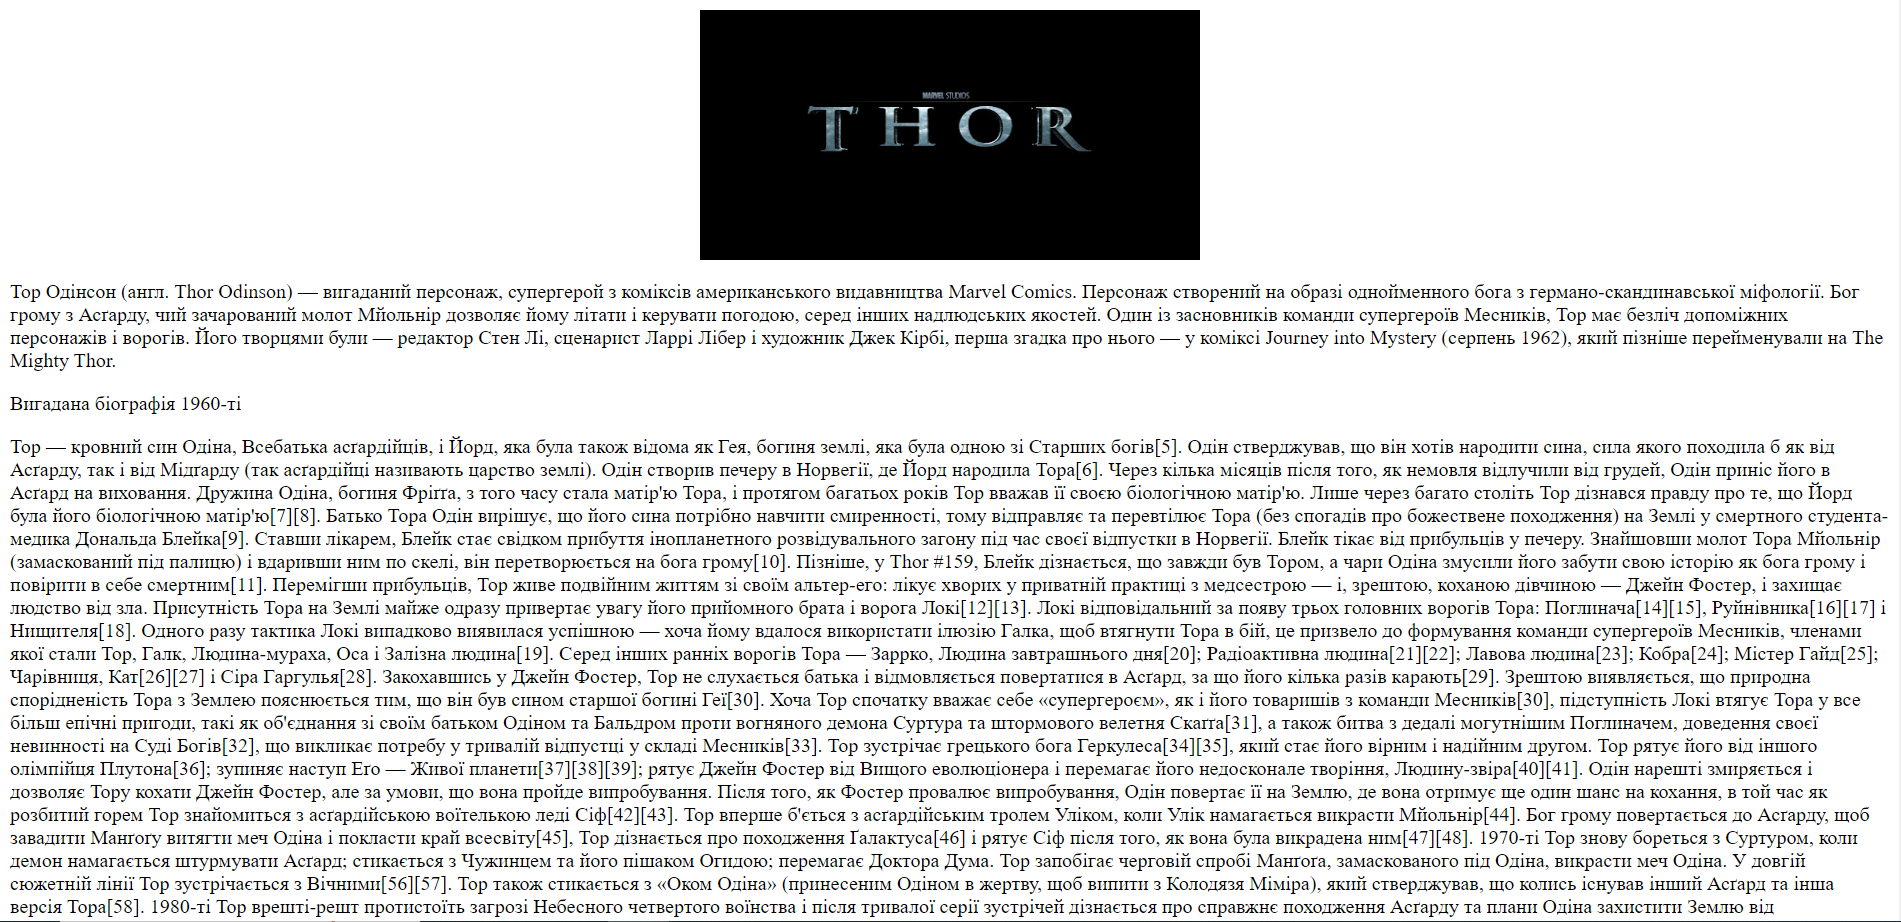 MARVEL STUDIOS
THOR
Тор Одінсон (англ. Thor Odinson) — вигаданий персонаж, супергерой з коміксів американського видавництва Marvel Comics. Персонаж створений на образі однойменного бога з германо-скандинавської міфології. Бог
грому з Асґарду, чий зачарований молот Мйольнір дозволяє йому літати і керувати погодою, серед інших надлюдських якостей. Один із засновників команди супергероїв Месників, Тор має безліч допоміжних
персонажів і ворогів. Його творцями були — редактор Стен Лі, сценарист Ларрі Лібер і художник Джек Кірбі, перша згадка про нього — у коміксі Journey into Mystery (серпень 1962), який пізніше перейменували на The
Mighty Thor.
Вигадана біографія 1960-ті
Тор — кровний син Одіна, Всебатька асґардійців, і Йорд, яка була також відома як Гея, богиня землі, яка була одною зі Старших богів[5]. Одін стверджував, що він хотів народити сина, сила якого походила б як від
Асґарду, так і від Мідґарду (так асґардійці називають царство землі). Одін створив печеру в Норвегії, де Йорд народила Тора[6]. Через кілька місяців після того, як немовля відлучили від грудей, Одін приніс його в
Асґард на виховання. Дружина Одіна, богиня Фріґґа, з того часу стала матір'ю Тора, і протягом багатьох років Тор вважав її своєю біологічною матір'ю. Лише через багато століть Тор дізнався правду про те, що Йорд
була його біологічною матір'ю[7][8]. Батько Тора Одін вирішує, що його сина потрібно навчити смиренності, тому відправляє та перевтілює Тора (без спогадів про божествене походження) на Землі у смертного студента-
медика Дональда Блейка[9]. Ставши лікарем, Блейк стає свідком прибуття інопланетного розвідувального загону під час своєї відпустки в Норвегії. Блейк тікає від прибульців у печеру. Знайшовши молот Тора Мйольнір
(замаскований під палицю) і вдаривши ним по скелі, він перетворюється на бога грому[10]. Пізніше, у Thor #159, Блейк дізнається, що завжди був Тором, а чари Одіна змусили його забути свою історію як бога грому і
повірити в себе смертним[11]. Перемігши прибульців, Тор живе подвійним життям зі своїм альтер-его: лікує хворих у приватній практиці з медсестрою — і, зрештою, коханою дівчиною — Джейн Фостер, і захищає
людство від зла. Присутність Тора на Землі майже одразу привертає увагу його прийомного брата і ворога Локі[12][13]. Локі відповідальний за появу трьох головних ворогів Тора: Поглинача[14][15], Руйнівника[16][17] і
Нищителя[18]. Одного разу тактика Локі випадково виявилася успішною — хоча йому вдалося використати ілюзію Галка, щоб втягнути Тора в бій, це призвело до формування команди супергероїв Месників, членами
якої стали Тор, Галк, Людина-мураха, Оса і Залізна людина[19]. Серед інших ранніх ворогів Тора — Заррко, Людина завтрашнього дня[20]; Радіоактивна людина[21][22]; Лавова людина[23]; Кобра[24]; Містер Гайд[25];
Чарівниця, Кат[26][27] і Сіра Гаргулья[28]. Закохавшись у Джейн Фостер, Тор не слухається батька і відмовляється повертатися в Асґард, за що його кілька разів карають[29]. Зрештою виявляється, що природна
спорідненість Тора з Землею пояснюється тим, що він був сином старшої богині Геї[30]. Хоча Тор спочатку вважає себе «супергероєм», як і його товаришів з команди Месників[30], підступність Локі втягує Тора у все
більш епічні пригоди, такі як об'єднання зі своїм батьком Одіном та Бальдром проти вогняного демона Суртура та штормового велетня Скаґґа[31], а також битва з дедалі могутнішим Поглиначем, доведення своєї
невинності на Суді Богів[32], що викликає потребу у тривалій відпустці у складі Месників[33]. Тор зустрічає грецького бога Геркулеса[34][35], який стає його вірним і надійним другом. Тор рятує його від іншого
олімпійця Плутона[36]; зупиняє наступ Еґо — Живої планети[37][38][39]; рятує Джейн Фостер від Вищого еволюціонера і перемагає його недосконале творіння, Людину-звіра[40][41]. Одін нарешті змиряється і
дозволяє Тору кохати Джейн Фостер, але за умови, що вона пройде випробування. Після того, як Фостер провалює випробування, Одін повертає її на Землю, де вона отримує ще один шанс на кохання, в той час як
розбитий горем Тор знайомиться з асґардійською воїтелькою леді Сіф[42][43]. Тор вперше б'ється з асґардійським тролем Уліком, коли Улік намагається викрасти Мйольнір[44]. Бог грому повертається до Асґарду, щоб
завадити Манґоґу витягти меч Одіна і покласти край всесвіту[45], Тор дізнається про походження Ґалактуса[46] і рятує Сіф після того, як вона була викрадена ним[47][48]. 1970-ті Тор знову бореться з Суртуром, коли
демон намагається штурмувати Асґард; стикається з Чужинцем та його пішаком Огидою; перемагає Доктора Дума. Тор запобігає черговій спробі Манґоґа, замаскованого під Одіна, викрасти меч Одіна. У довгій
сюжетній лінії Тор зустрічається з Вічними[56][57]. Тор також стикається з «Оком Одіна» (принесеним Одіном в жертву, щоб випити з Колодязя Міміра), який стверджував, що колись існував інший Асґард та інша
версія Тора[58]. 1980-ті Тор врешті-решт протистоїть загрозі Небесного четвертого воїнства і після тривалої серії зустрічей дізнається про справжнє походження Асґарду та плани Одіна захистити Землю від